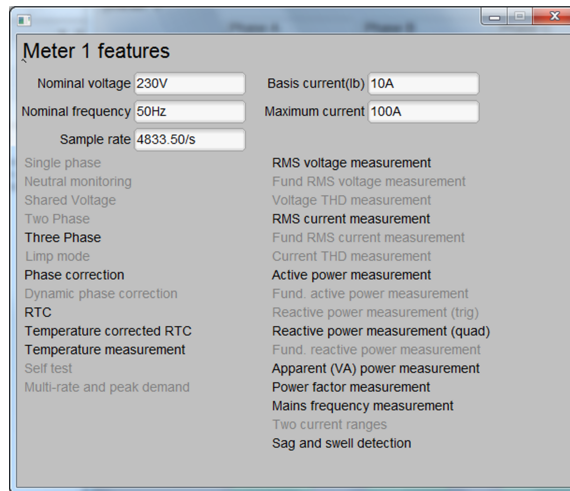 Phase A
Phase B
Meter 1 features
Nominal voltage 230V
Basis current(Ib) 10A
Nominal frequency 50Hz
Maximum current 100A
Sample rate 4833.50/s
Single phase
Neutral monitoring
Shared Voltage
Two Phase
Three Phase
Limp mode
Phase correction
Dynamic phase correction
RTC
Temperature corrected RTC
Temperature measurement
Self test
Multi-rate and peak demand
RMS voltage measurement
Fund RMS voltage measurement
Voltage THD measurement
RMS current measurement
Fund RMS current measurement
Current THD measurement
Active power measurement
Fund. active power measurement
Reactive power measurement (trig)
Reactive power measurement (quad)
Fund. reactive power measurement
Apparent (VA) power measurement
Power factor measurement
Mains frequency measurement
Two current ranges
Sag and swell detection